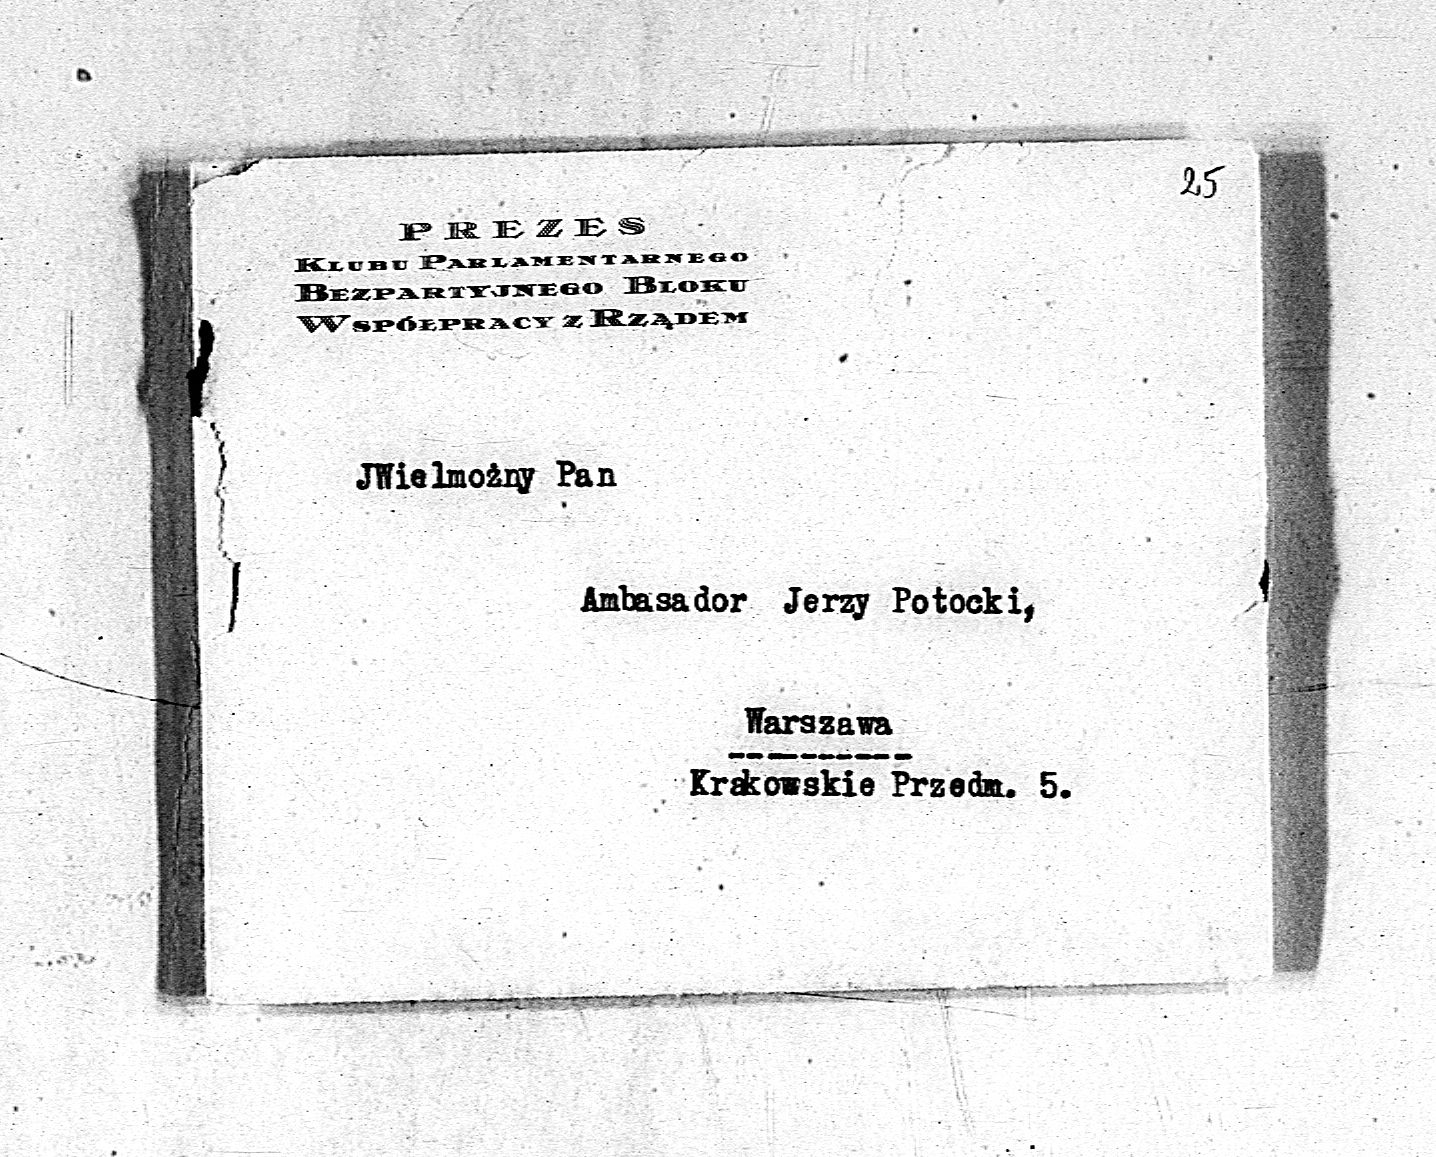 25
PREZES
KLUBU PARLAMENTARNEGO
BEZPARTYJNEGO BLOKU
WSPÓŁPRACY Z RZĄDEM
JWielmożny Pan
Ambasador Jerzy Potocki,
Warszawa
----------
Krakowskie Przedm. 5.